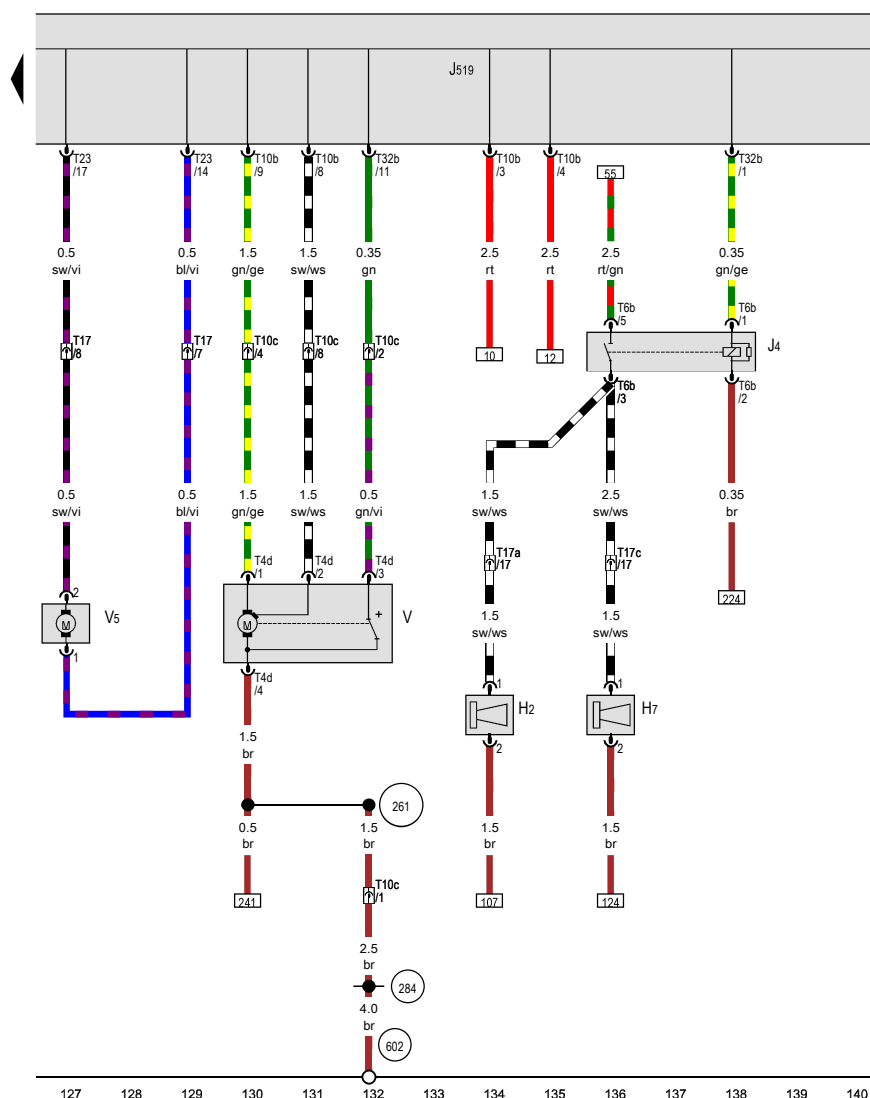 J519
T23 T23 T10b T10b T32b T10b T10b T32b
/17 /14 /9 /8 /11 /3 /4 /1
55
0.5 0.5 1.5 1.5 0.35 2.5 2.5 2.5 0.35
sw/vi bl/vi gn/ge sw/ws gn rt rt rt/gn gn/ge
T6b T6b
/5 /1
T17 T17 T10c T10c T10c
/8 /7 /4 /8 /2
10 12
J4
T6b T6b
/3 /2
0.5 0.5 1.5 1.5 0.5 1.5 2.5 0.35
sw/vi bl/vi gn/ge sw/ws gn/vi sw/ws sw/ws br
T17a T17c
/17 /17
T4d T4d T4d
/1 /2 /3
2
224
M V5
M + V
1.5 1.5
sw/ws sw/ws
1
T4d
/4
1 1
H2 H7
2 2
1.5
br
261
0.5 1.5 1.5 1.5
br br br br
T10c
/1
241 107 124
2.5
br
284
4.0
br
602
127 128 129 130 131 132 133 134 135 136 137 138 139 140